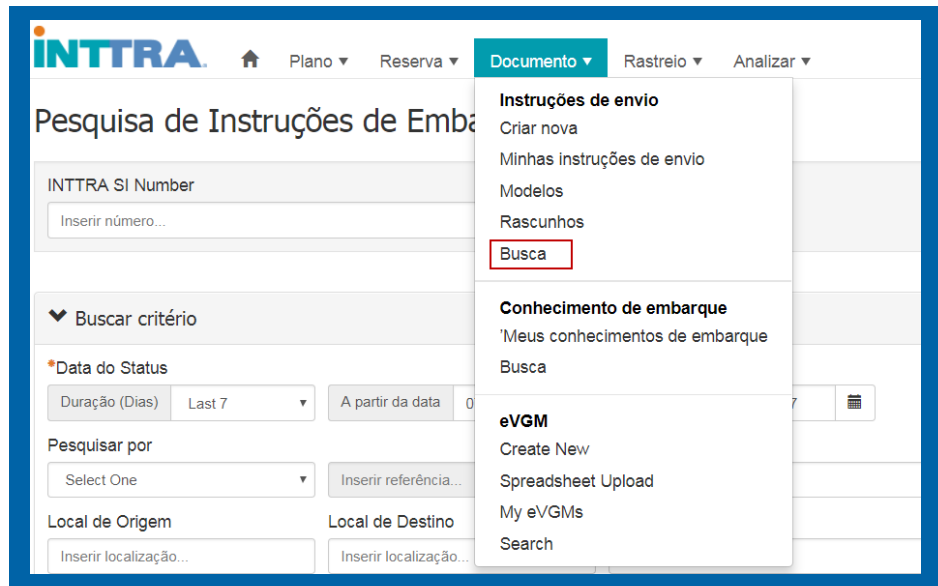 INTTRA.
Plano ▾ Reserva ▾ Documento ▾ Rastreio ▾ Analizar ▾
Pesquisa de Instruções de
INTTRA SI Number
Inserir número...
Buscar critério
*Data do Status
Duração (Dias) Last 7 A partir da data 0 7
Pesquisar por
Select One Inserir referência...
Local de Origem Local de Destino
Inserir localização... Inserir localização...
Instruções de envio
Criar nova
Minhas instruções de envio
Modelos
Rascunhos
Busca
Conhecimento de embarque
'Meus conhecimentos de embarque
Busca
eVGM
Create New
Spreadsheet Upload
My eVGMs
Search